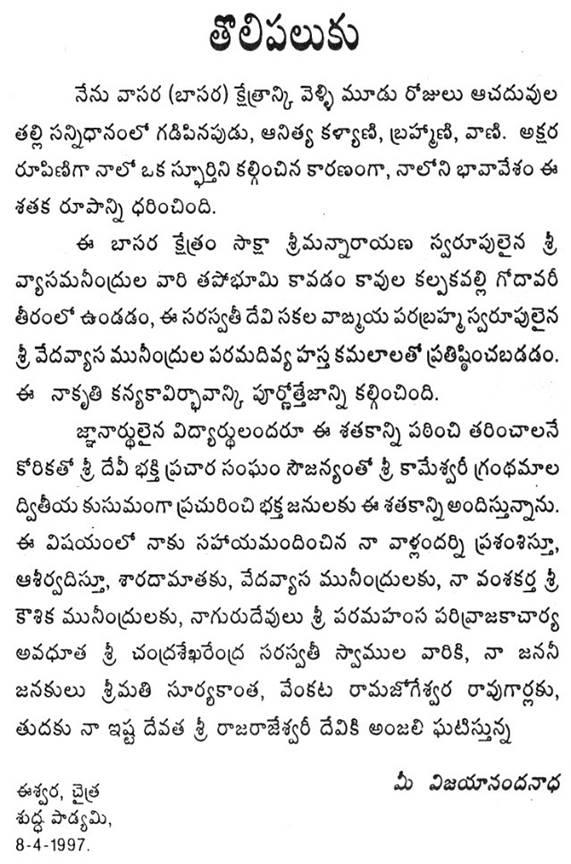 తొలిపలుకు
నేను వాసర (బాసర) క్షేత్రాన్కి వెళ్ళి మూడు రోజులు ఆచదువుల
తల్లి సన్నిధానంలో గడిపినపుడు, ఆనిత్య కళ్యాణి, బ్రహ్మాణి, వాణి. అక్షర
రూపిణిగా నాలో ఒక స్ఫూర్తిని కల్గించిన కారణంగా, నాలోని భావావేశం ఈ
శతక రూపాన్ని ధరించింది.
ఈ బాసర క్షేత్రం సాక్షా శ్రీమన్నారాయణ స్వరూపులైన శ్రీ
వ్యాసమనీంద్రుల వారి తపోభూమి కావడం కావుల కల్పకవల్లి గోదావరీ
తీరంలో ఉండడం, ఈ సరస్వతీ దేవి సకల వాఙ్మయ పరబ్రహ్మ స్వరూపులైన
శ్రీ వేదవ్యాస మునీంద్రుల పరమదివ్య హస్త కమలాలతో ప్రతిష్ఠించబడడం.
ఈ నాకృతి కన్యకావిర్భావాన్కి పూర్ణోత్తేజాన్ని కల్గించింది.
జ్ఞానార్థులైన విద్యార్థులందరూ ఈ శతకాన్ని పఠించి తరించాలనే
కోరికతో శ్రీ దేవీ భక్తి ప్రచార సంఘం సౌజన్యంతో శ్రీ కామేశ్వరీ గ్రంథమాల
ద్వితీయ కుసుమంగా ప్రచురించి భక్త జనులకు ఈ శతకాన్ని అందిస్తున్నాను.
ఈ విషయంలో నాకు సహాయమందించిన నా వాళ్లందర్ని ప్రశంశిస్తూ,
ఆశీర్వదిస్తూ, శారదామాతకు, వేదవ్యాస మునీంద్రులకు, నా వంశకర్త శ్రీ
కౌశిక మునీంద్రులకు, నాగురుదేవులు శ్రీ పరమహంస పరివ్రాజకాచార్య
అవధూత శ్రీ చంద్రశేఖరేంద్ర సరస్వతీ స్వాముల వారికి, నా జననీ
జనకులు శ్రీమతి సూర్యకాంత, వేంకట రామజోగేశ్వర రావుగార్లకు,
తుదకు నా ఇష్ట దేవత శ్రీ రాజరాజేశ్వరీ దేవికి అంజలి ఘటిస్తున్న
మీ విజయానందనాధ
ఈశ్వర, చైత్ర
శుద్ధ పాడ్యమి,
8-4-1997.